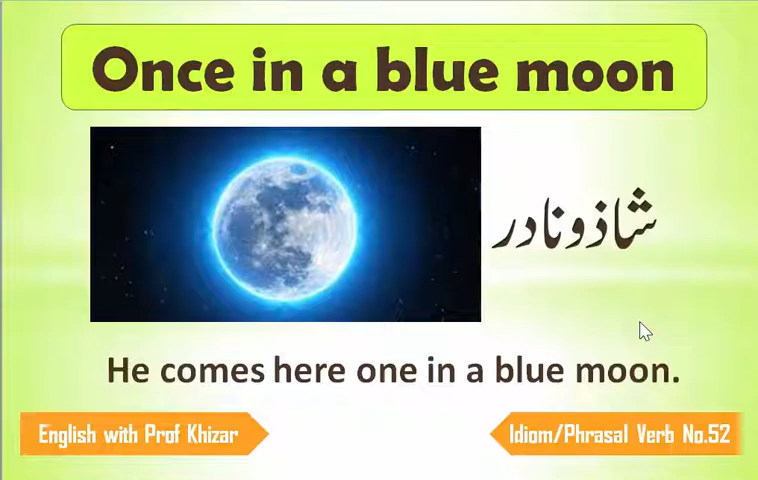 Once in a blue moon
شاذونادر
He comes here one in a blue moon.
English with Prof Khizar
Idiom/Phrasal Verb No.52